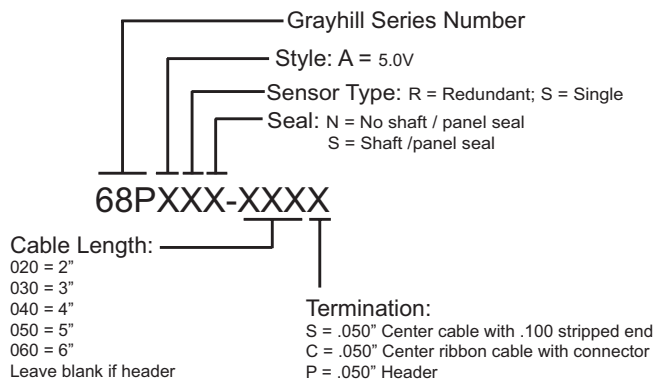 Grayhill Series Number
Style: A = 5.0V
Sensor Type: R = Redundant; S = Single
Seal: N = No shaft / panel seal
S = Shaft /panel seal
68PXXX-XXXX
Cable Length:
020 = 2”
030 = 3”
040 = 4”
050 = 5”
060 = 6”
Leave blank if header
Termination:
S = .050” Center cable with .100 stripped end
C = .050” Center ribbon cable with connector
P = .050” Header